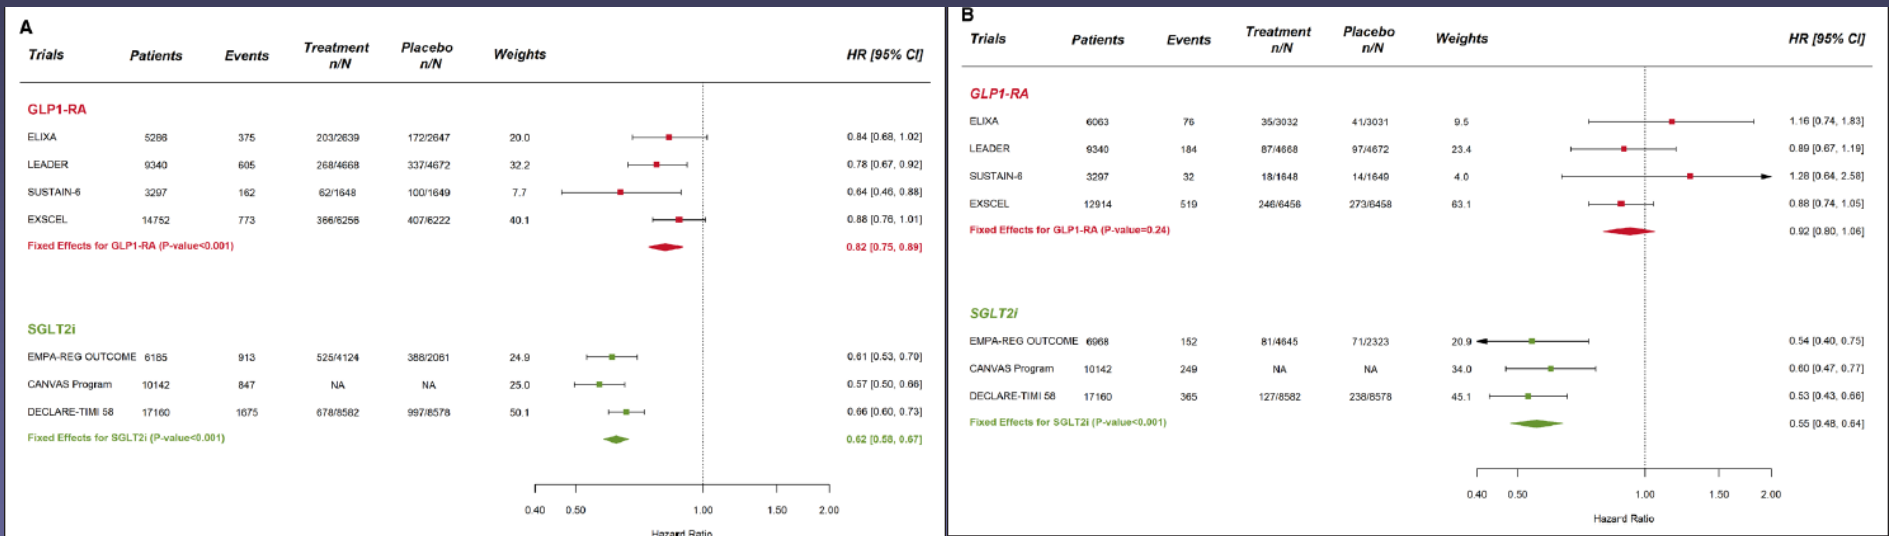 A
Trials Patients Events Treatment n/N Placebo n/N Weights HR [95% CI]
GLP1-RA
ELIXA 5286 375 203/2639 172/2647 20.0 0.84 [0.68, 1.02]
LEADER 9340 605 268/4668 337/4672 32.2 0.78 [0.67, 0.92]
SUSTAIN-6 3297 162 62/1648 100/1649 7.7 0.64 [0.46, 0.88]
EXSCEL 14752 773 366/6256 407/6222 40.1 0.88 [0.76, 1.01]
Fixed Effects for GLP1-RA (P-value<0.001) 0.82 [0.75, 0.89]
SGLT2i
EMPA-REG OUTCOME 6185 913 525/4124 388/2061 24.9 0.61 [0.53, 0.70]
CANVAS Program 10142 847 NA NA 25.0 0.57 [0.50, 0.66]
DECLARE-TIMI 58 17160 1675 678/8582 997/8578 50.1 0.66 [0.60, 0.73]
Fixed Effects for SGLT2i (P-value<0.001) 0.62 [0.58, 0.67]
0.40 0.50 1.00 1.50 2.00
Hazard Ratio
B
Trials Patients Events Treatment n/N Placebo n/N Weights HR [95% CI]
GLP1-RA
ELIXA 6063 76 35/3032 41/3031 9.5 1.16 [0.74, 1.83]
LEADER 9340 184 87/4668 97/4672 23.4 0.89 [0.67, 1.19]
SUSTAIN-6 3297 32 18/1648 14/1649 4.0 1.28 [0.64, 2.58]
EXSCEL 12914 519 246/6456 273/6458 63.1 0.88 [0.74, 1.05]
Fixed Effects for GLP1-RA (P-value=0.24) 0.92 [0.80, 1.06]
SGLT2i
EMPA-REG OUTCOME 6968 152 81/4645 71/2323 20.9 0.54 [0.40, 0.75]
CANVAS Program 10142 249 NA NA 34.0 0.60 [0.47, 0.77]
DECLARE-TIMI 58 17160 365 127/8582 238/8578 45.1 0.53 [0.43, 0.66]
Fixed Effects for SGLT2i (P-value<0.001) 0.55 [0.48, 0.64]
0.40 0.50 1.00 1.50 2.00
Hazard Ratio